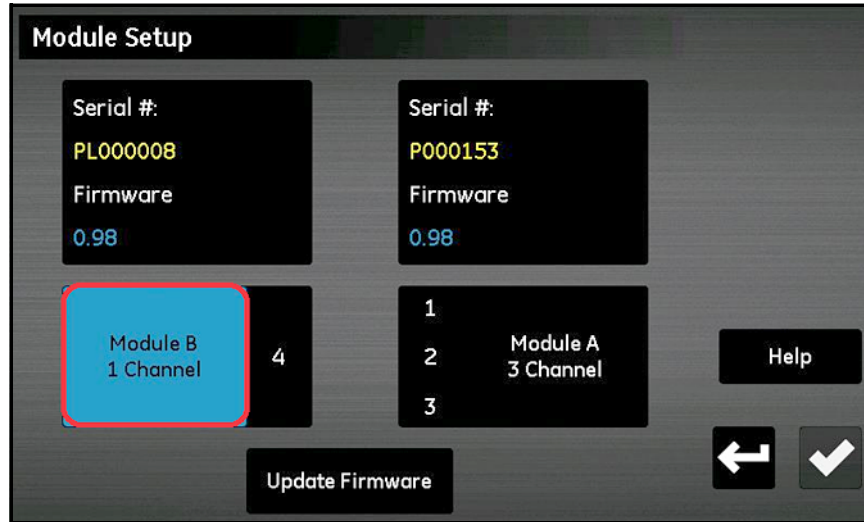 Module Setup
Serial #:
PL000008
Firmware
0.98
Serial #:
P000153
Firmware
0.98
Module B
1 Channel
4
1
2
3
Module A
3 Channel
Help
Update Firmware